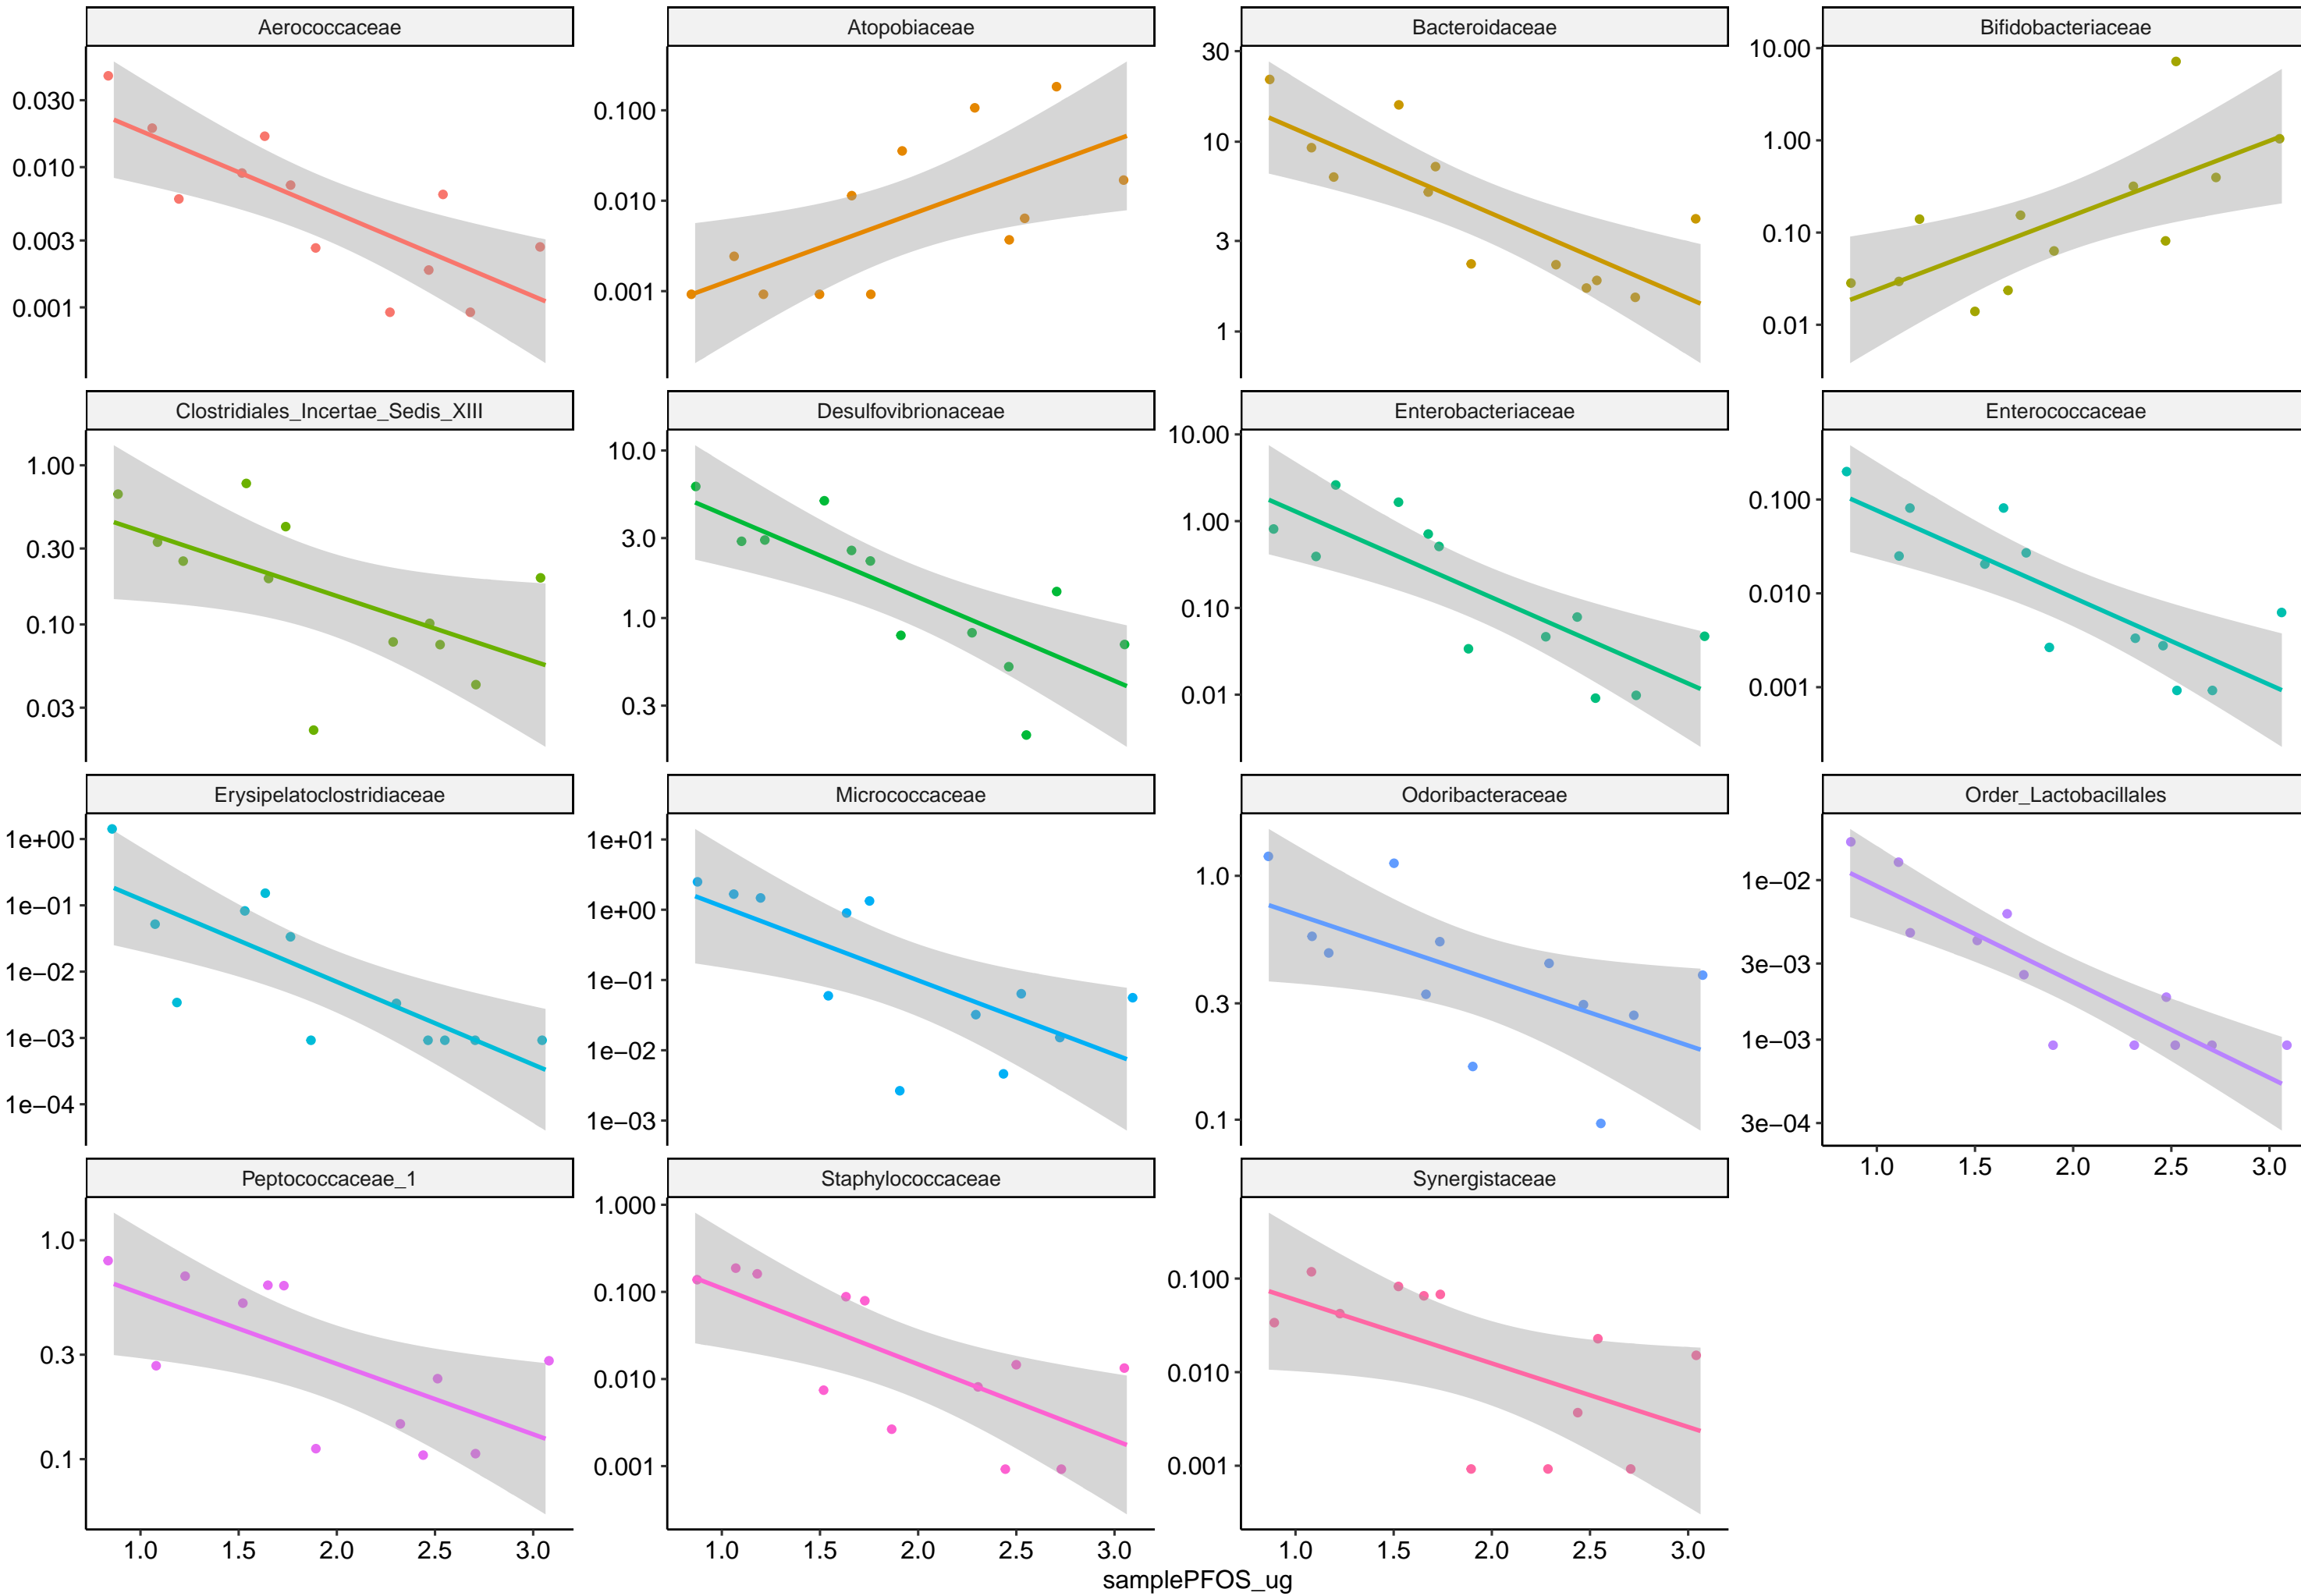 Aerococcaceae
Atopobiaceae
Bacteroidaceae
Bifidobacteriaceae
0.030
0.010
0.003
0.001
0.100
0.010
0.001
30
10
3
1
10.00
1.00
0.10
0.01
Clostridiales_Incertae_Sedis_XIII
Desulfovibrionaceae
Enterobacteriaceae
Enterococcaceae
1.00
0.30
0.10
0.03
10.0
3.0
1.0
0.3
10.00
1.00
0.10
0.01
0.100
0.010
0.001
Erysipelatoclostridiaceae
Micrococcaceae
Odoribacteraceae
Order_Lactobacillales
1e+00
1e−01
1e−02
1e−03
1e−04
1e+01
1e+00
1e−01
1e−02
1e−03
1.0
0.3
0.1
1e−02
3e−03
1e−03
3e−04
1.0 1.5 2.0 2.5 3.0
Peptococcaceae_1
Staphylococcaceae
Synergistaceae
1.0
0.3
0.1
1.000
0.100
0.010
0.001
0.100
0.010
0.001
1.0 1.5 2.0 2.5 3.0
1.0 1.5 2.0 2.5 3.0
1.0 1.5 2.0 2.5 3.0
samplePFOS_ug